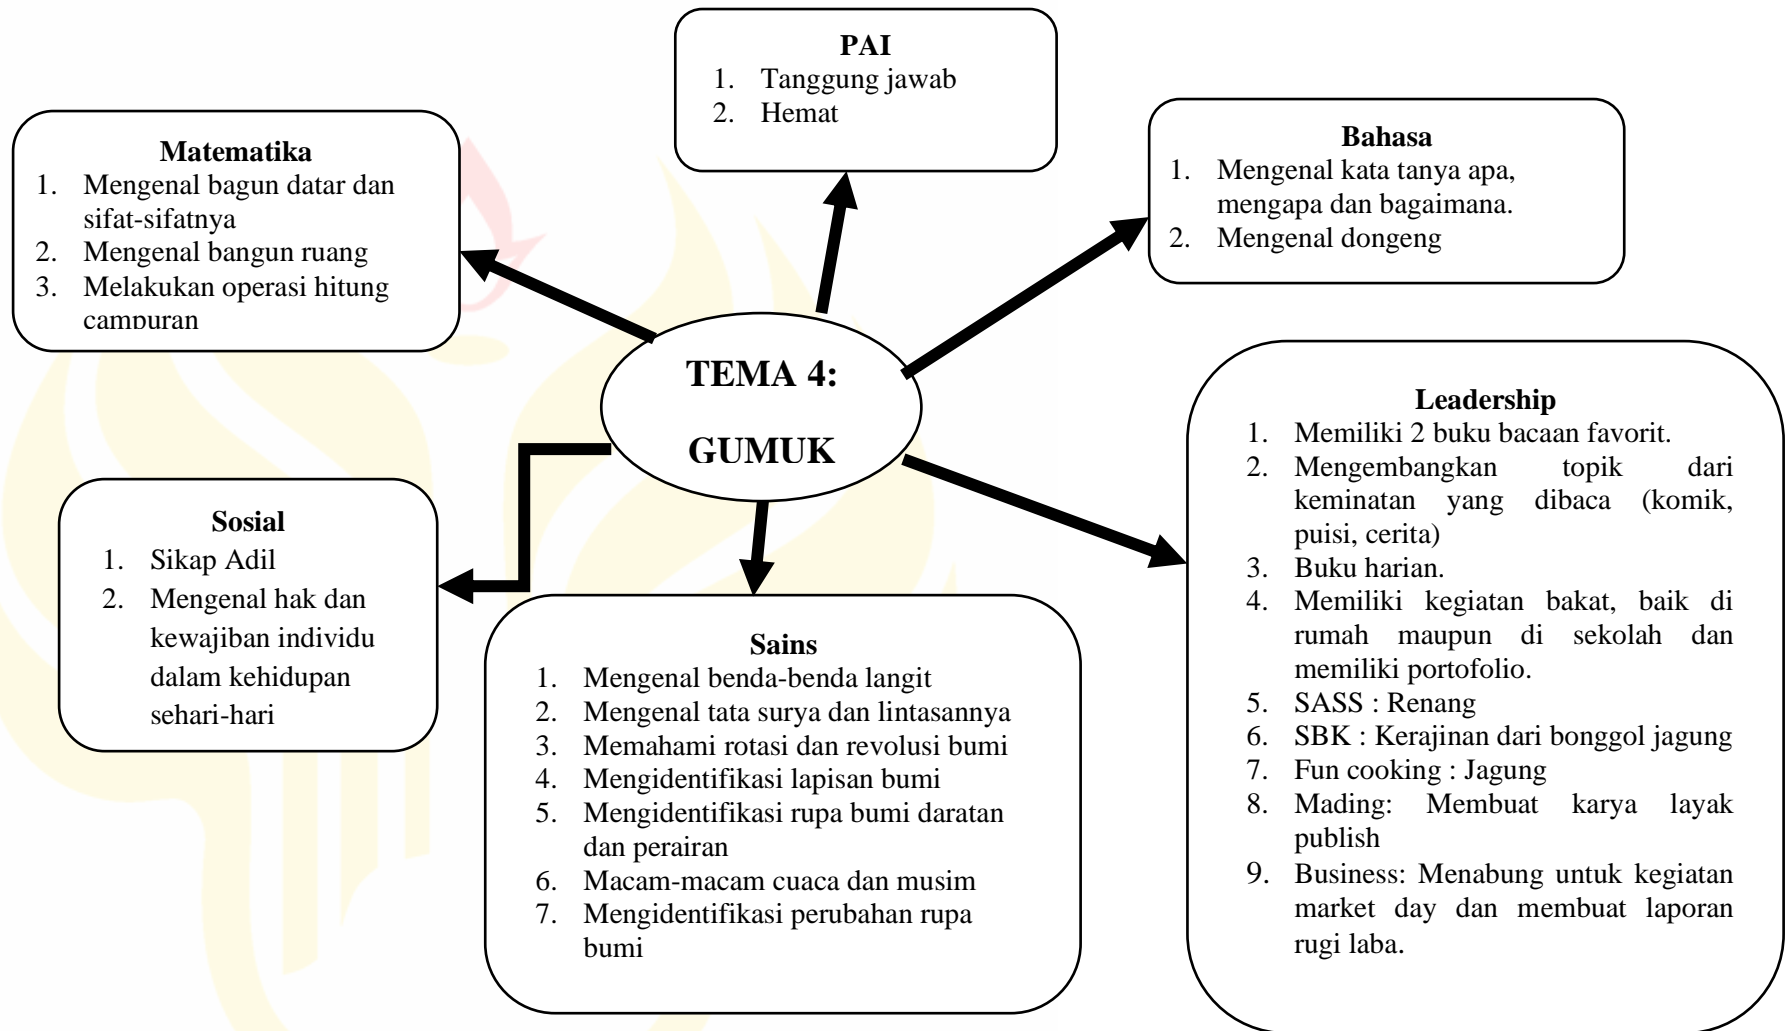 PAI
1. Tanggung jawab
2. Hemat
Matematika
1. Mengenal bagun datar dan
sifat-sifatnya
2. Mengenal bangun ruang
3. Melakukan operasi hitung
campuran
Bahasa
1. Mengenal kata tanya apa,
mengapa dan bagaimana.
2. Mengenal dongeng
TEMA 4:
GUMUK
Leadership
1. Memiliki 2 buku bacaan favorit.
2. Mengembangkan topik dari
keminatan yang dibaca (komik,
puisi, cerita)
3. Buku harian.
4. Memiliki kegiatan bakat, baik di
rumah maupun di sekolah dan
memiliki portofolio.
5. SASS : Renang
6. SBK : Kerajinan dari bonggol jagung
7. Fun cooking : Jagung
8. Mading: Membuat karya layak
publish
9. Business: Menabung untuk kegiatan
market day dan membuat laporan
rugi laba.
Sosial
1. Sikap Adil
2. Mengenal hak dan
kewajiban individu
dalam kehidupan
sehari-hari
Sains
1. Mengenal benda-benda langit
2. Mengenal tata surya dan lintasannya
3. Memahami rotasi dan revolusi bumi
4. Mengidentifikasi lapisan bumi
5. Mengidentifikasi rupa bumi daratan
dan perairan
6. Macam-macam cuaca dan musim
7. Mengidentifikasi perubahan rupa
bumi